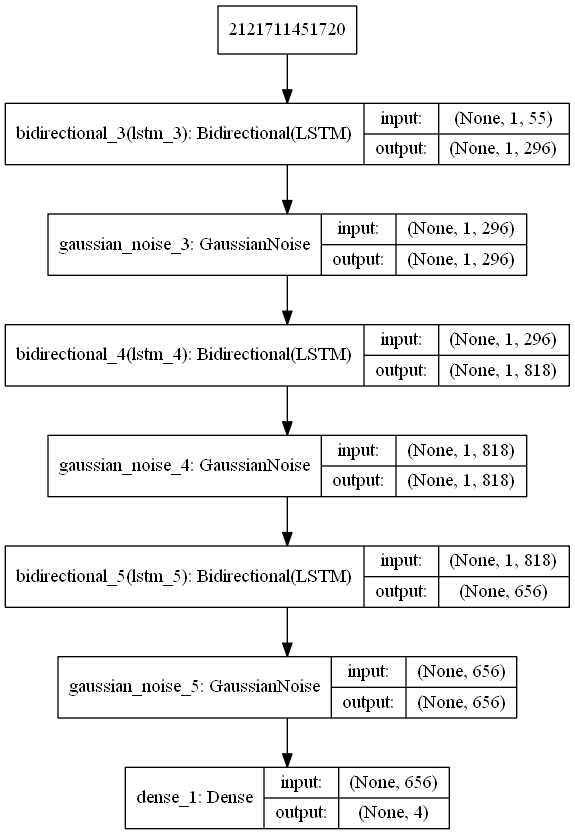 2121711451720
bidirectional_3(lstm_3): Bidirectional(LSTM)
input: (None, 1, 55)
output: (None, 1, 296)
gaussian_noise_3: GaussianNoise
input: (None, 1, 296)
output: (None, 1, 296)
bidirectional_4(lstm_4): Bidirectional(LSTM)
input: (None, 1, 296)
output: (None, 1, 818)
gaussian_noise_4: GaussianNoise
input: (None, 1, 818)
output: (None, 1, 818)
bidirectional_5(lstm_5): Bidirectional(LSTM)
input: (None, 1, 818)
output: (None, 656)
gaussian_noise_5: GaussianNoise
input: (None, 656)
output: (None, 656)
dense_1: Dense
input: (None, 656)
output: (None, 4)